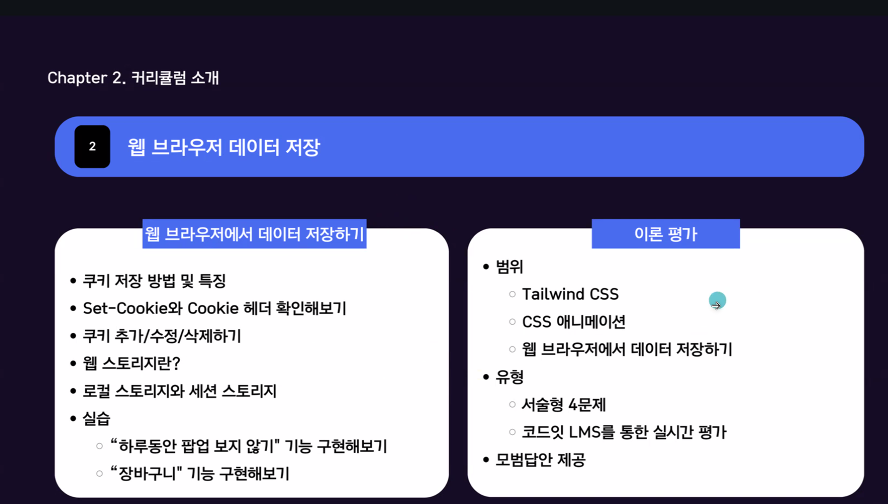 Chapter 2. 커리큘럼 소개
2
웹 브라우저 데이터 저장
웹 브라우저에서 데이터 저장하기
• 쿠키 저장 방법 및 특징
• Set-Cookie와 Cookie 헤더 확인해보기
• 쿠키 추가/수정/삭제하기
• 웹 스토리지란?
• 로컬 스토리지와 세션 스토리지
• 실습
○ “하루동안 팝업 보지 않기" 기능 구현해보기
○ “장바구니" 기능 구현해보기
이론 평가
• 범위
○ Tailwind CSS
○ CSS 애니메이션
○ 웹 브라우저에서 데이터 저장하기
• 유형
○ 서술형 4문제
○ 코드잇 LMS를 통한 실시간 평가
• 모범답안 제공